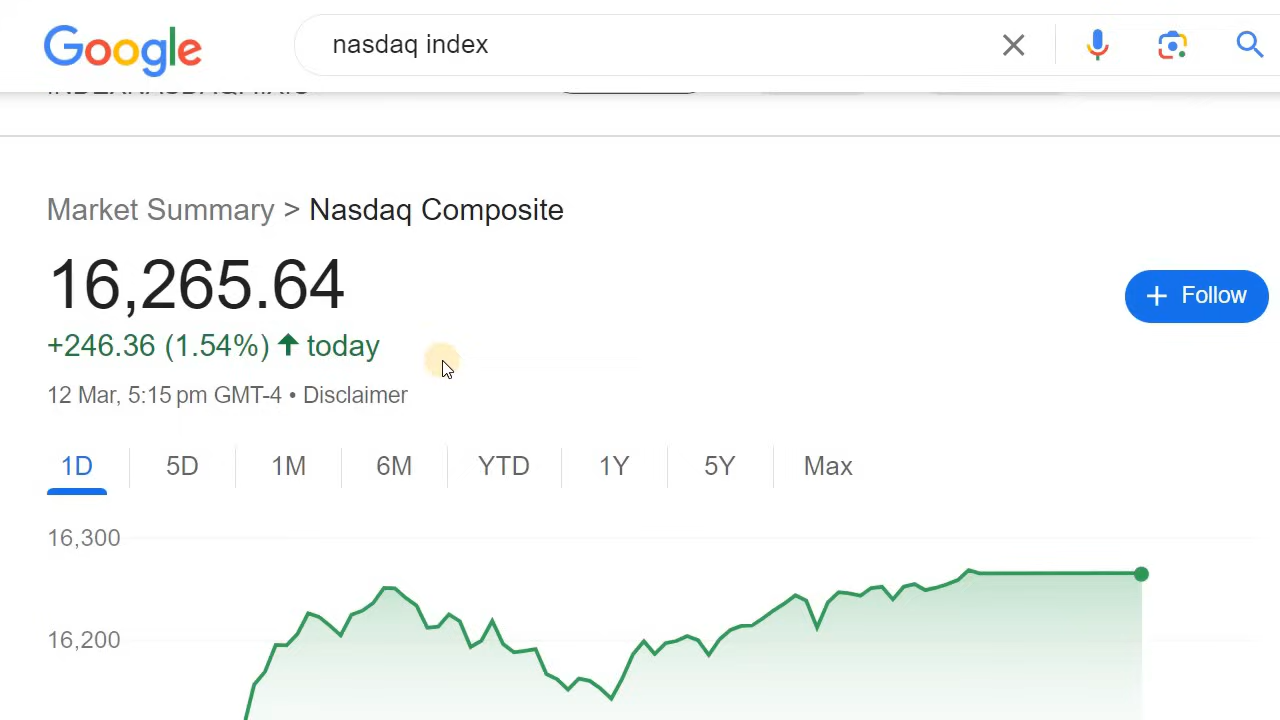 Google
nasdaq index
Market Summary > Nasdaq Composite
16,265.64
+246.36 (1.54%) ↑ today
+ Follow
12 Mar, 5:15 pm GMT-4 • Disclaimer
1D 5D 1M 6M YTD 1Y 5Y Max
16,300
16,200